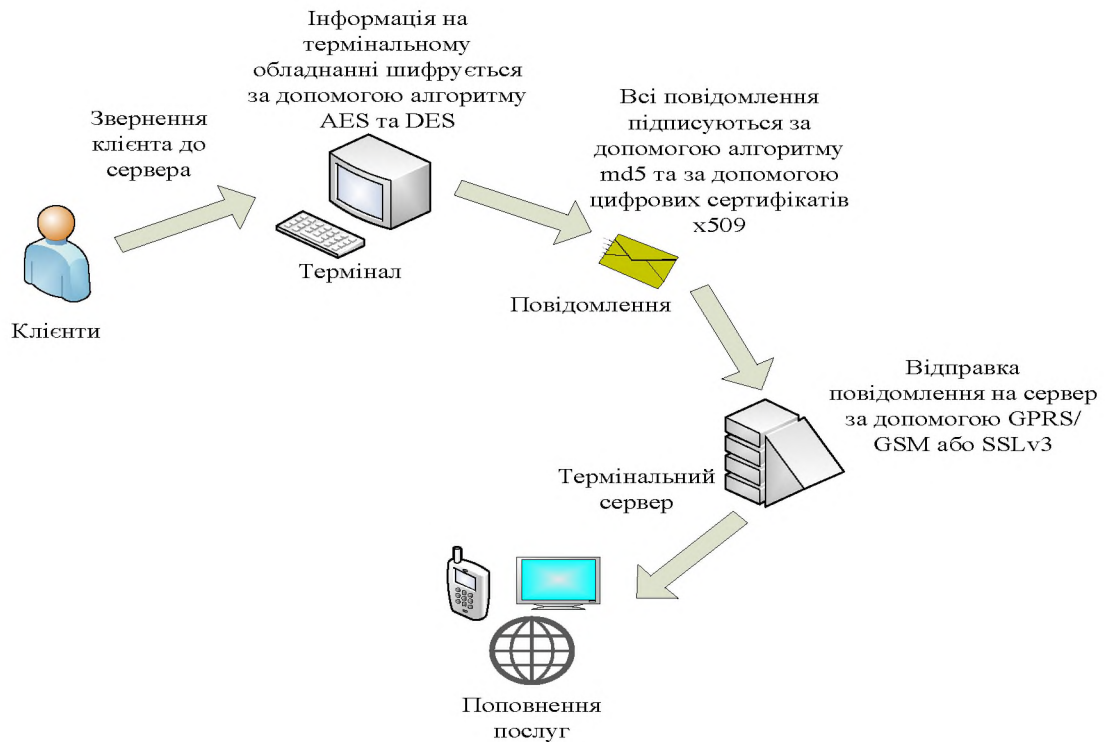 Інформація на
термінальному
обладнанні шифрується
за допомогою алгоритму
AES та DES
Звернення
клієнта до
сервера
Всі повідомлення
підписуються за
допомогою алгоритму
md5 та за допомогою
цифрових сертифікатів
x509
Термінал
Повідомлення
Клієнти
Відправка
повідомлення на сервер
за допомогою GPRS/
GSM або SSLv3
Термінальний
сервер
Поповнення
послуг